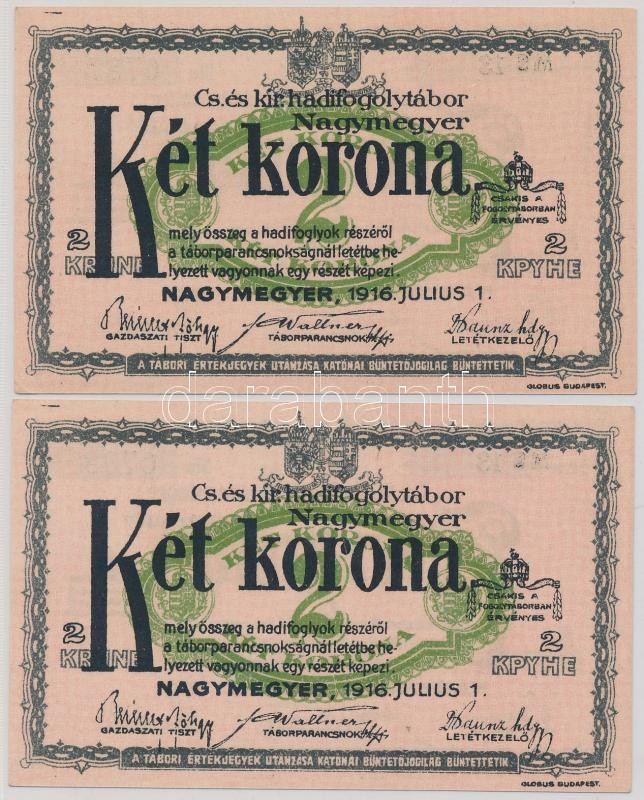 Cs. és kir. hadifogolytábor
Nagymegyer
Két korona
CSAKIS A
FOGOLYTÁBORBAN
ÉRVÉNYES
mely összeg a hadifoglyok részéről
a táborparancsnokságnál letétbe he-
lyezett vagyonnak egy részét képezi.
2
KRONE
2
КРУНЕ
NAGYMEGYER, 1916. JULIUS 1.
Wallner
GAZDASZATI TISZT
TÁBORPARANCSNOK
LETÉTKEZELŐ
A TÁBORI ÉRTÉKJEGYEK UTÁNZÁSA KATONAI BÜNTETŐJOGILAG BÜNTETTETIK.
GLOBUS BUDAPEST.
darabanth
Cs. és kir. hadifogolytábor
Nagymegyer
Két korona
CSAKIS A
FOGOLYTÁBORBAN
ÉRVÉNYES
mely összeg a hadifoglyok részéről
a táborparancsnokságnál letétbe he-
lyezett vagyonnak egy részét képezi.
2
KRONE
2
КРУНЕ
NAGYMEGYER, 1916. JULIUS 1.
Wallner
GAZDASZATI TISZT
TÁBORPARANCSNOK
LETÉTKEZELŐ
A TÁBORI ÉRTÉKJEGYEK UTÁNZÁSA KATONAI BÜNTETŐJOGILAG BÜNTETTETIK.
GLOBUS BUDAPEST.